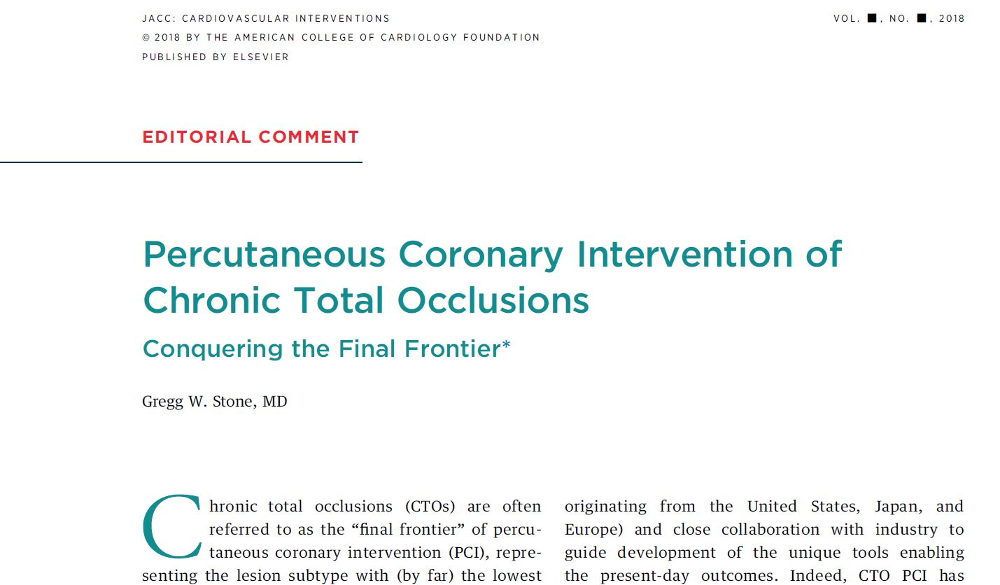 JACC: CARDIOVASCULAR INTERVENTIONS
© 2018 BY THE AMERICAN COLLEGE OF CARDIOLOGY FOUNDATION
PUBLISHED BY ELSEVIER
VOL. ■, NO. ■, 2018
EDITORIAL COMMENT
Percutaneous Coronary Intervention of
Chronic Total Occlusions
Conquering the Final Frontier*
Gregg W. Stone, MD
Chronic total occlusions (CTOs) are often
referred to as the “final frontier” of percu-
taneous coronary intervention (PCI), repre-
senting the lesion subtype with (by far) the lowest
originating from the United States, Japan, and
Europe) and close collaboration with industry to
guide development of the unique tools enabling
the present-day outcomes. Indeed, CTO PCI has